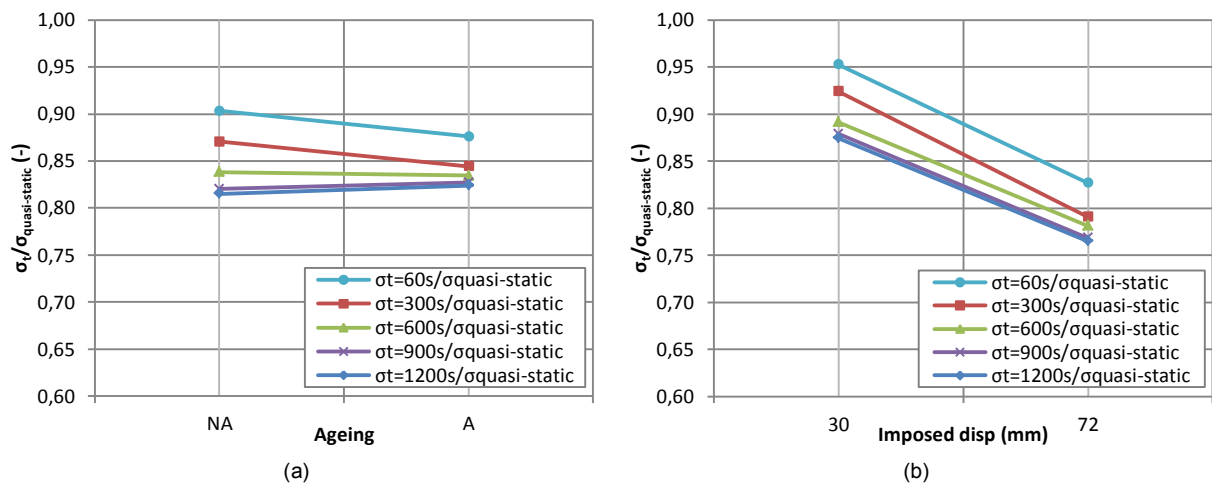 1,00
0,95
0,90
0,85
0,80
0,75
0,70
0,65
0,60
σt/σquasi-static (-)
σt=60s/σquasi-static
σt=300s/σquasi-static
σt=600s/σquasi-static
σt=900s/σquasi-static
σt=1200s/σquasi-static
NA
A
Ageing
(a)
1,00
0,95
0,90
0,85
0,80
0,75
0,70
0,65
0,60
σt/σquasi-static (-)
σt=60s/σquasi-static
σt=300s/σquasi-static
σt=600s/σquasi-static
σt=900s/σquasi-static
σt=1200s/σquasi-static
30
72
Imposed disp (mm)
(b)